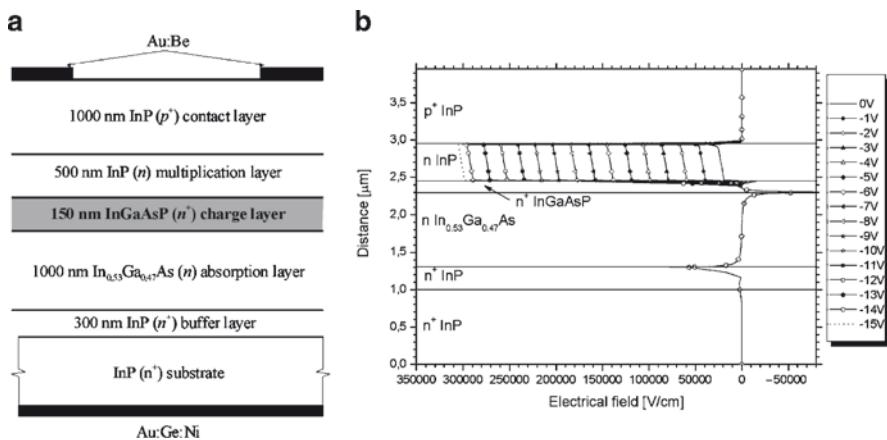 a
Au:Be
1000 nm InP (p⁺) contact layer
500 nm InP (n) multiplication layer
150 nm InGaAsP (n⁺) charge layer
1000 nm In₀,₅₃Ga₀,₄₇As (n) absorption layer
300 nm InP (n⁺) buffer layer
InP (n⁺) substrate
Au:Ge:Ni
b
Distance [μm]
3,5
3,0
2,5
2,0
1,5
1,0
0,5
0,0
p⁺ InP
n InP
n⁺ InGaAsP
n In₀.₅₃Ga₀.₄₇As
n⁺ InP
n⁺ InP
350000 300000 250000 200000 150000 100000 50000 0 -50000
Electrical field [V/cm]
0V
-1V
-2V
-3V
-4V
-5V
-6V
-7V
-8V
-9V
-10V
-11V
-12V
-13V
-14V
-15V